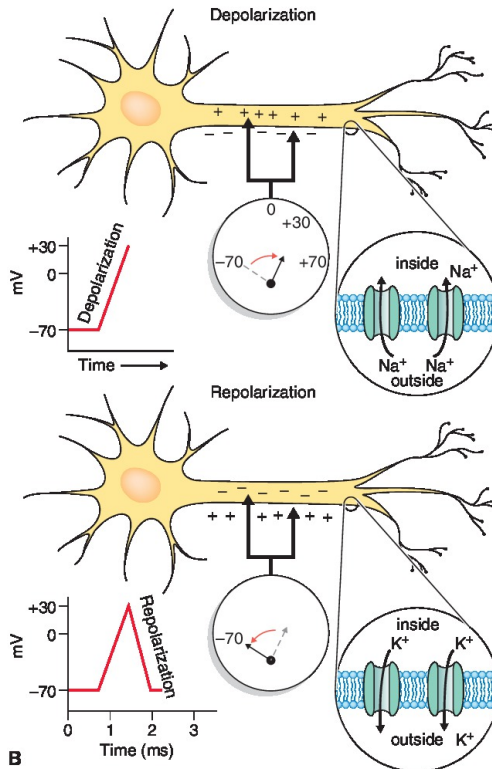 Depolarization
+ + + + + + +
– – – – – – –
0
+30
–70
+70
+30
0
mV
–70
Depolarization
Time
inside
Na⁺
Na⁺ Na⁺
outside
Repolarization
– – – – – – –
+ + + + + + +
–70
+30
0
mV
–70
Repolarization
0 1 2 3
Time (ms)
inside
K⁺ K⁺
outside K⁺
B